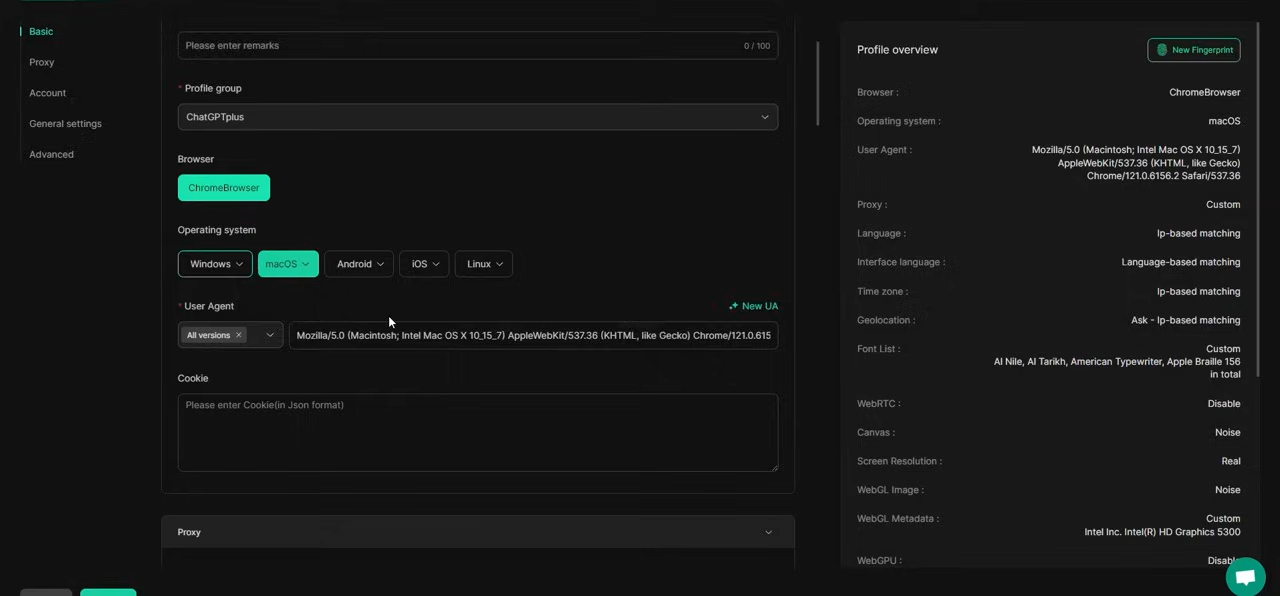 Basic
Proxy
Account
General settings
Advanced
Please enter remarks 0 / 100
* Profile group
ChatGPTplus
Browser
ChromeBrowser
Operating system
Windows macOS Android iOS Linux
* User Agent New UA
All versions × Mozilla/5.0 (Macintosh; Intel Mac OS X 10_15_7) AppleWebKit/537.36 (KHTML, like Gecko) Chrome/121.0.615
Cookie
Please enter Cookie(in Json format)
Proxy
Profile overview New Fingerprint
Browser : ChromeBrowser
Operating system : macOS
User Agent : Mozilla/5.0 (Macintosh; Intel Mac OS X 10_15_7)
AppleWebKit/537.36 (KHTML, like Gecko)
Chrome/121.0.6156.2 Safari/537.36
Proxy : Custom
Language : Ip-based matching
Interface language : Language-based matching
Time zone : Ip-based matching
Geolocation : Ask - Ip-based matching
Font List : Custom
Al Nile, Al Tarikh, American Typewriter, Apple Braille 156
in total
WebRTC : Disable
Canvas : Noise
Screen Resolution : Real
WebGL Image : Noise
WebGL Metadata : Custom
Intel Inc. Intel(R) HD Graphics 5300
WebGPU :